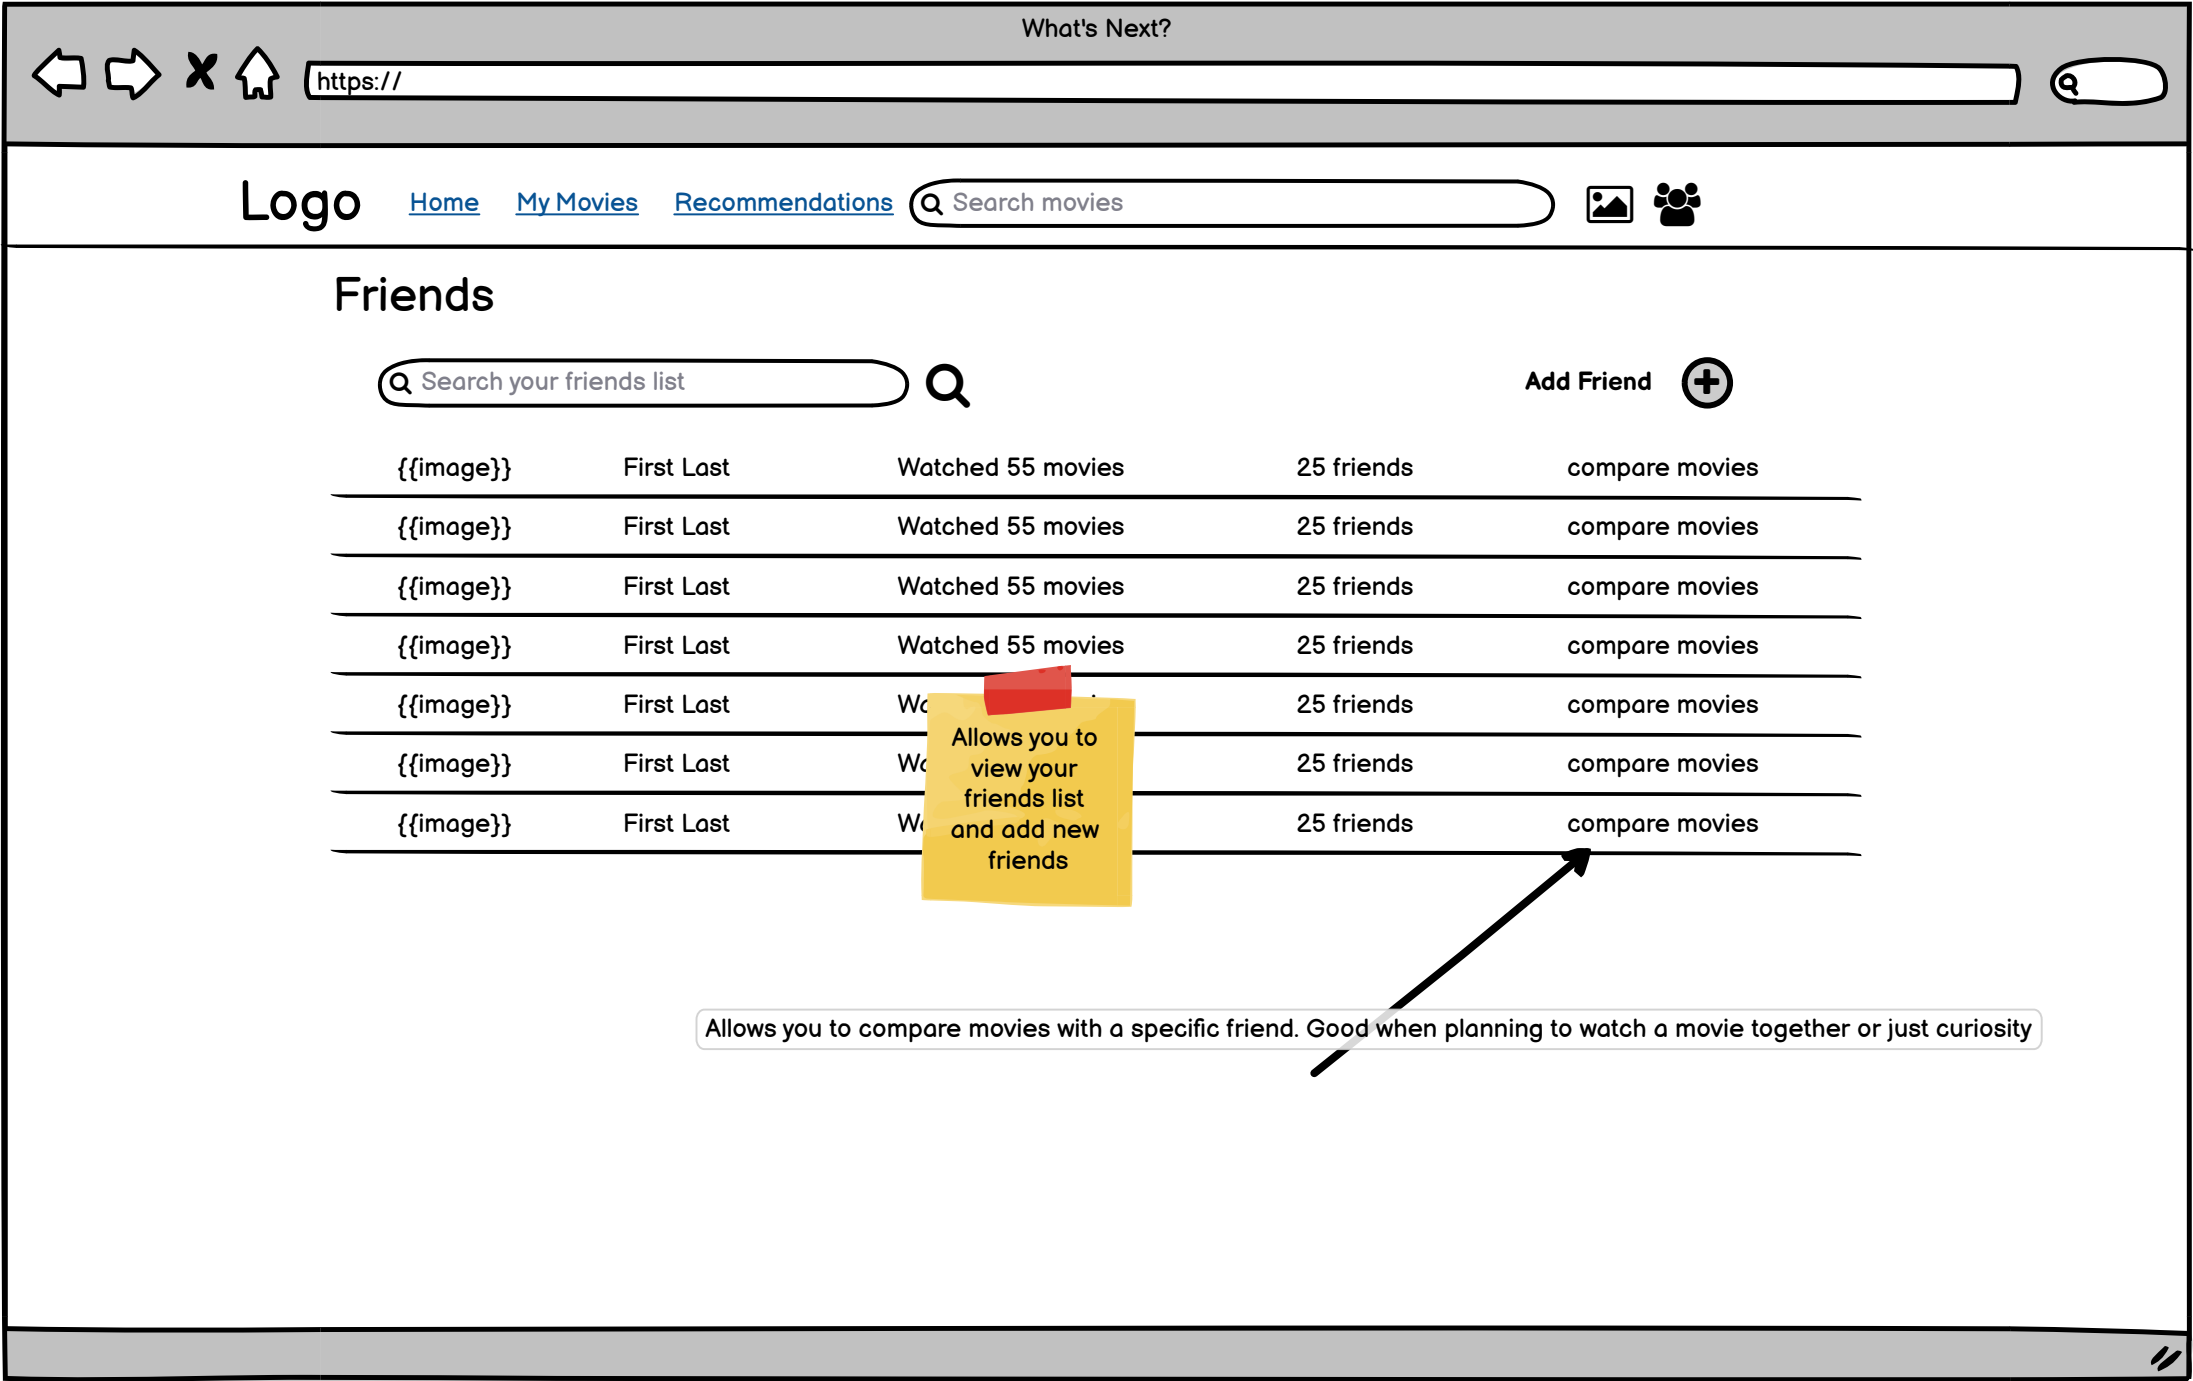 What's Next?
https://
Logo Home My Movies Recommendations Search movies
Friends
Search your friends list Add Friend
{{image}} First Last Watched 55 movies 25 friends compare movies
{{image}} First Last Watched 55 movies 25 friends compare movies
{{image}} First Last Watched 55 movies 25 friends compare movies
{{image}} First Last Watched 55 movies 25 friends compare movies
{{image}} First Last 25 friends compare movies
{{image}} First Last 25 friends compare movies
{{image}} First Last 25 friends compare movies
Allows you to
view your
friends list
and add new
friends
Allows you to compare movies with a specific friend. Good when planning to watch a movie together or just curiosity